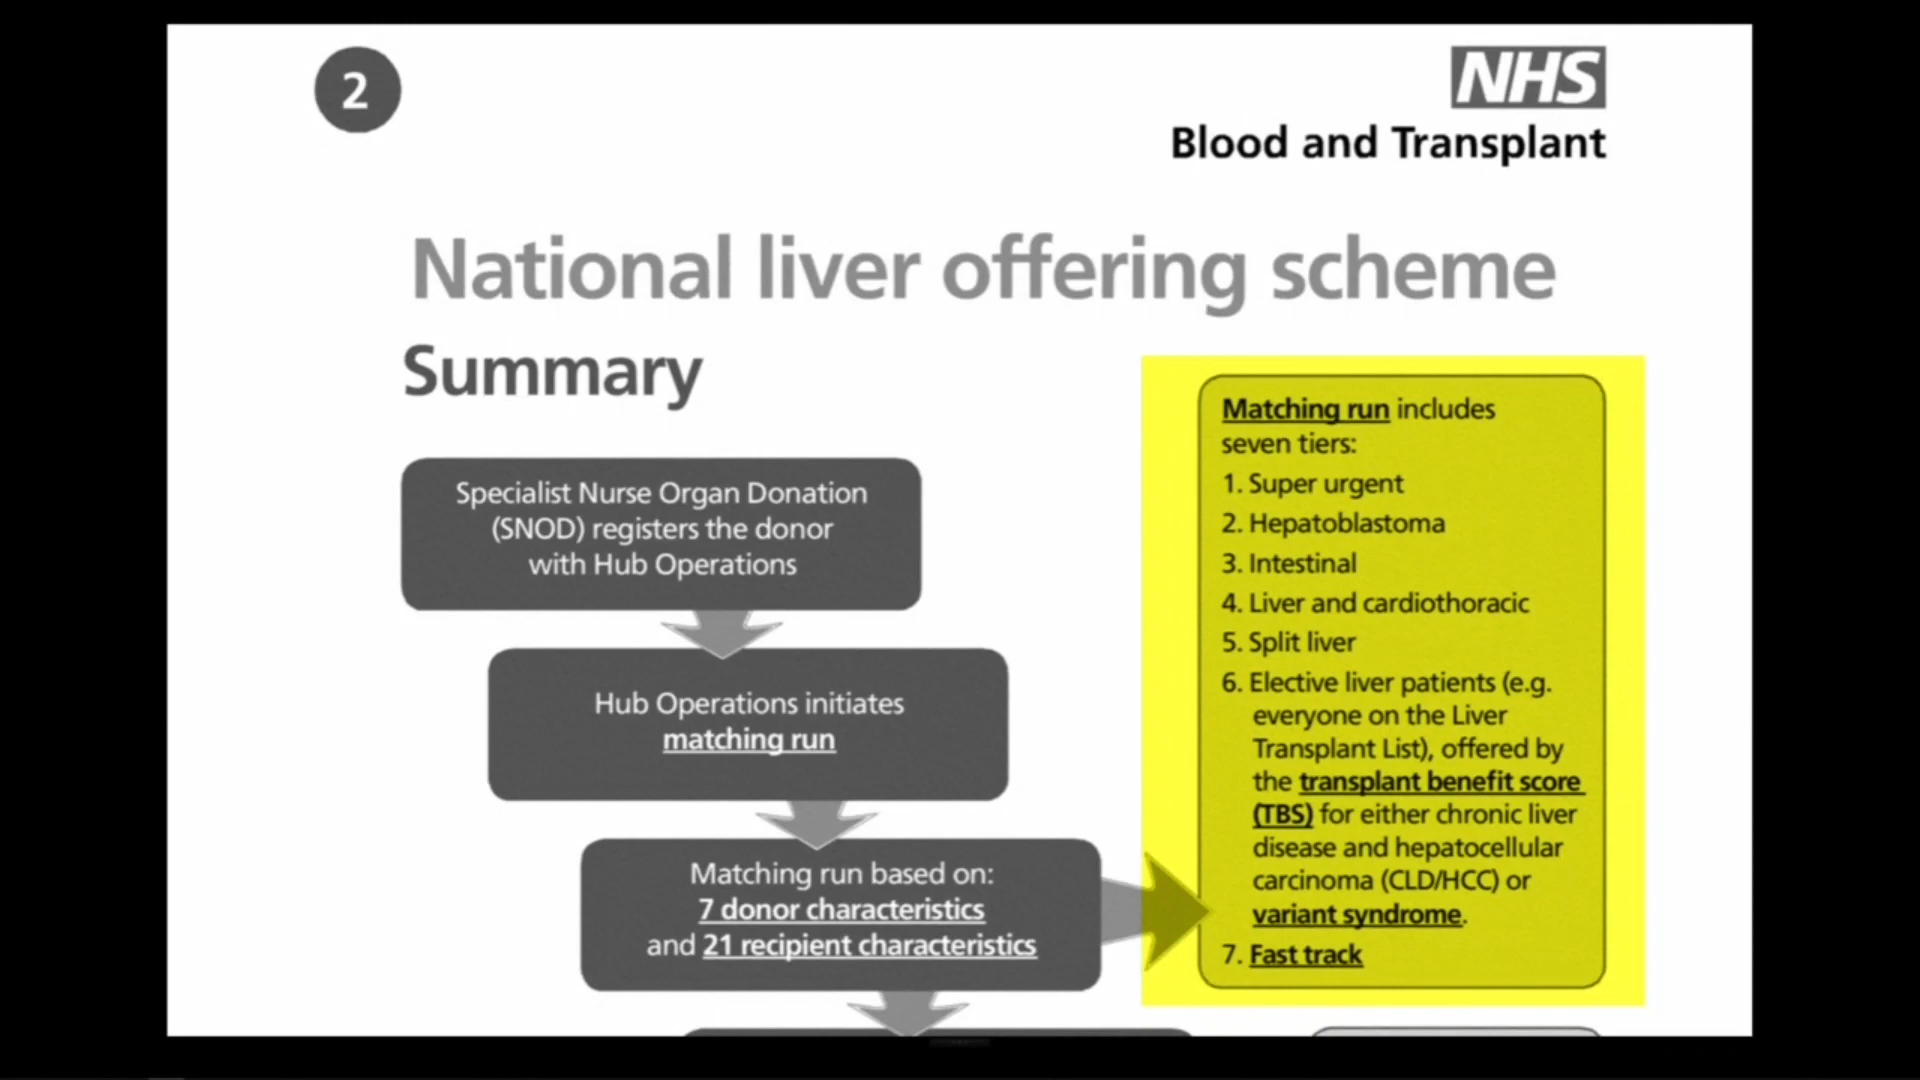 2
NHS
Blood and Transplant
National liver offering scheme
Summary
Specialist Nurse Organ Donation
(SNOD) registers the donor
with Hub Operations
Hub Operations initiates
matching run
Matching run based on:
7 donor characteristics
and 21 recipient characteristics
Matching run includes
seven tiers:
1. Super urgent
2. Hepatoblastoma
3. Intestinal
4. Liver and cardiothoracic
5. Split liver
6. Elective liver patients (e.g.
everyone on the Liver
Transplant List), offered by
the transplant benefit score
(TBS) for either chronic liver
disease and hepatocellular
carcinoma (CLD/HCC) or
variant syndrome.
7. Fast track